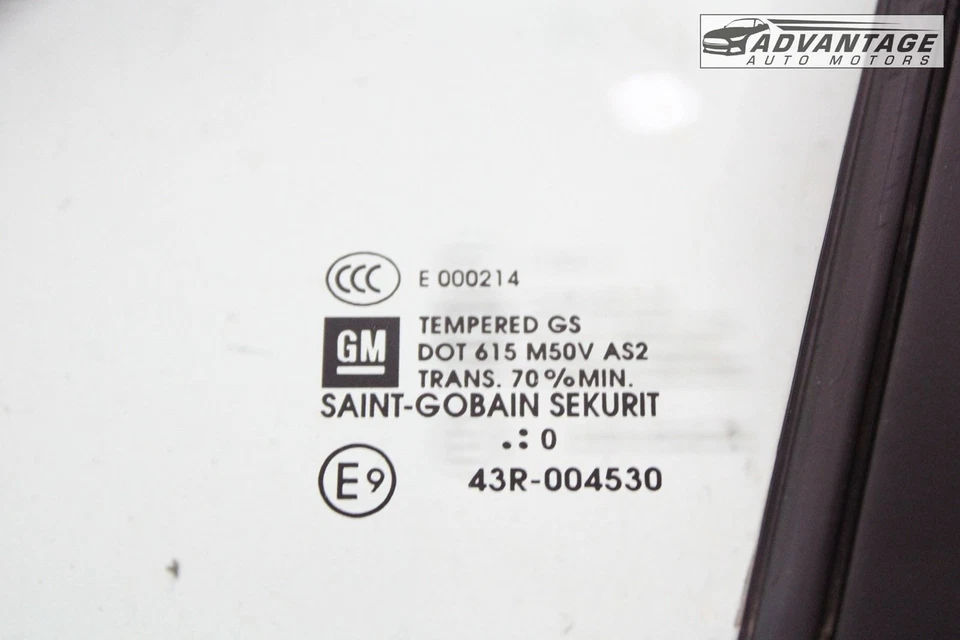 ADVANTAGE
AUTO MOTORS
CCC E 000214
GM
TEMPERED GS
DOT 615 M50V AS2
TRANS. 70%MIN.
SAINT-GOBAIN SEKURIT
.: 0
E9 43R-004530